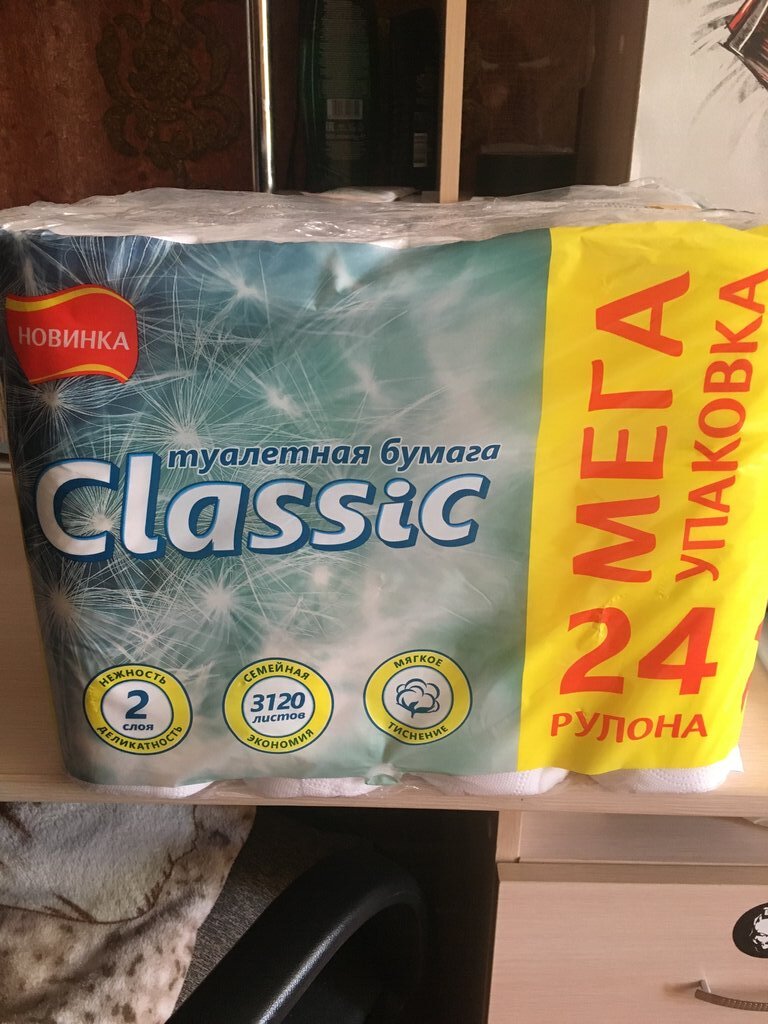 НОВИНКА
туалетная бумага
Classic
НЕЖНОСТЬ
2
слоя
ДЕЛИКАТНОСТЬ
СЕМЕЙНАЯ
3120
листов
ЭКОНОМИЯ
МЯГКОЕ
ТИСНЕНИЕ
МЕГА
УПАКОВКА
24
РУЛОНА